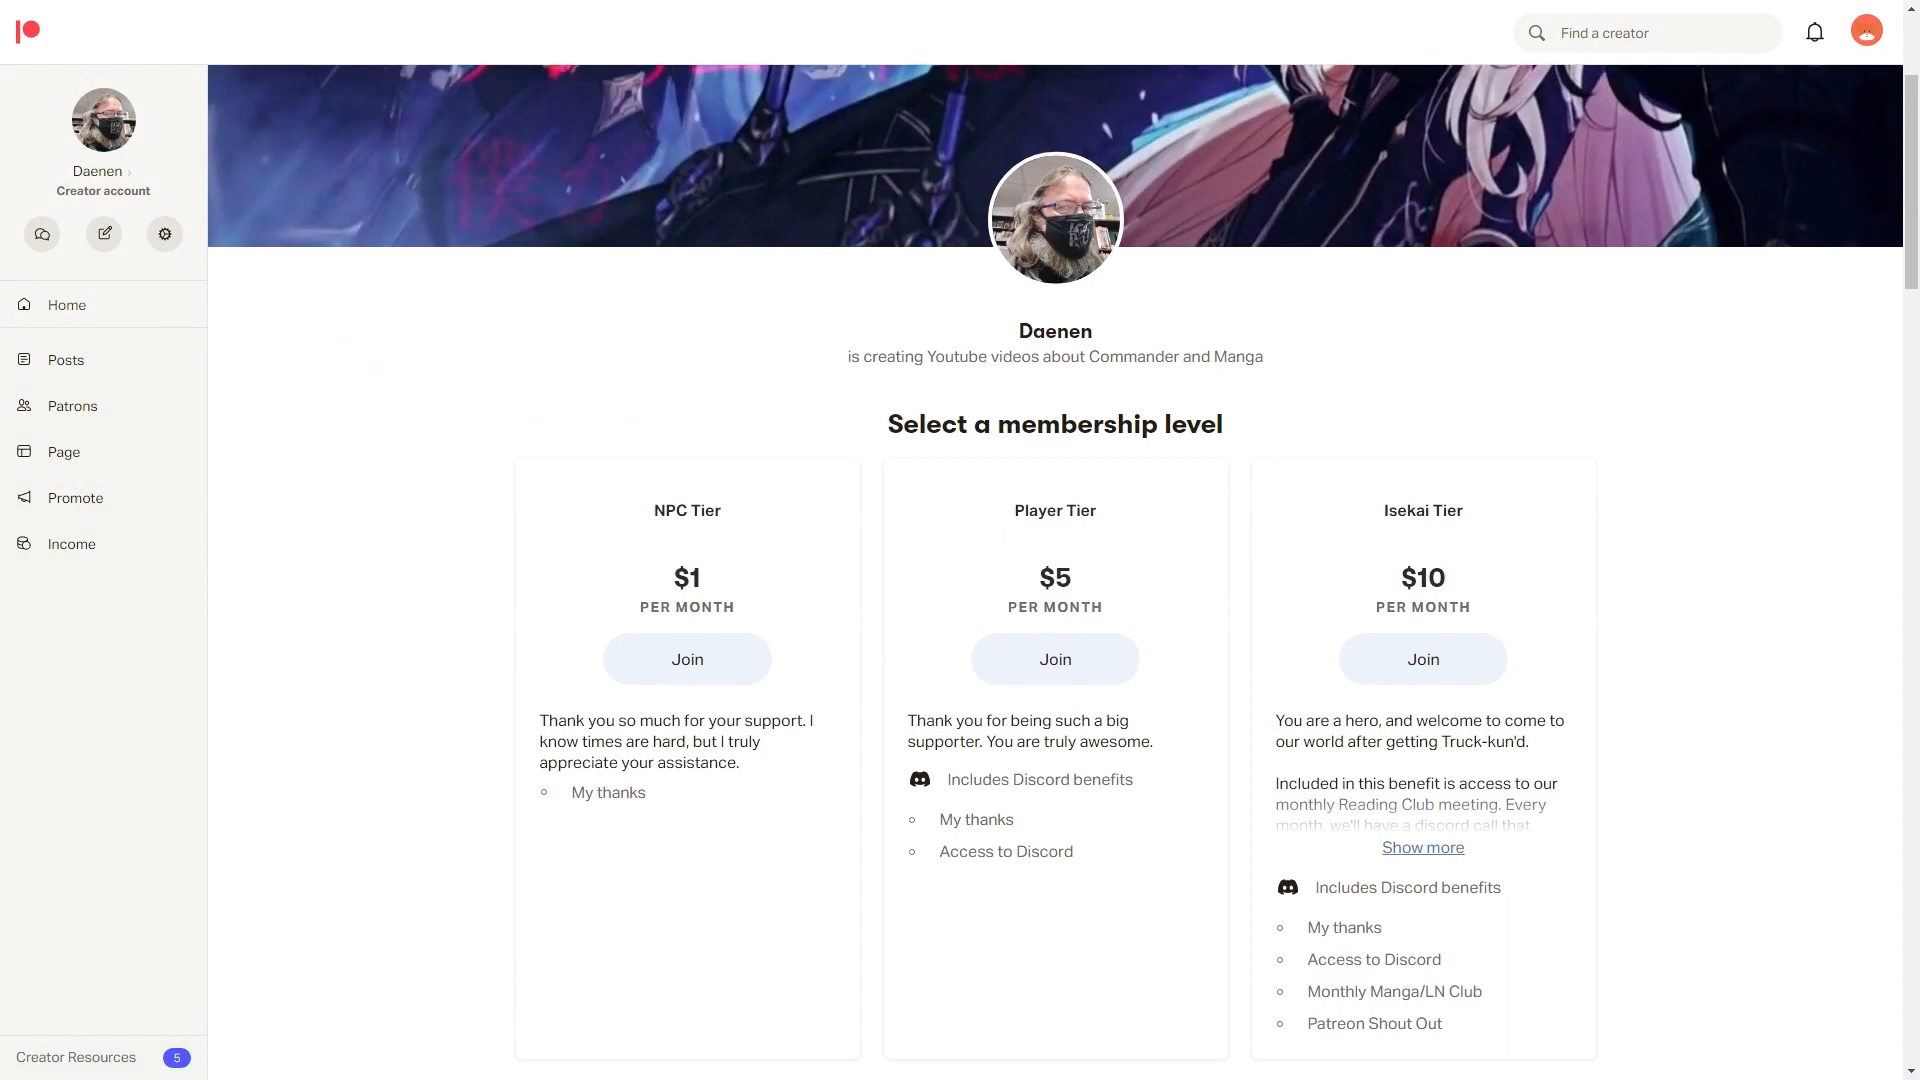 Find a creator
Daenen
Creator account
Home
Posts
Patrons
Page
Promote
Income
Creator Resources 5
Daenen
is creating Youtube videos about Commander and Manga
Select a membership level
NPC Tier
$1
PER MONTH
Join
Thank you so much for your support. I
know times are hard, but I truly
appreciate your assistance.
My thanks
Player Tier
$5
PER MONTH
Join
Thank you for being such a big
supporter. You are truly awesome.
Includes Discord benefits
My thanks
Access to Discord
Isekai Tier
$10
PER MONTH
Join
You are a hero, and welcome to come to
our world after getting Truck-kun'd.
Included in this benefit is access to our
monthly Reading Club meeting. Every
month, we'll have a discord call that
Show more
Includes Discord benefits
My thanks
Access to Discord
Monthly Manga/LN Club
Patreon Shout Out